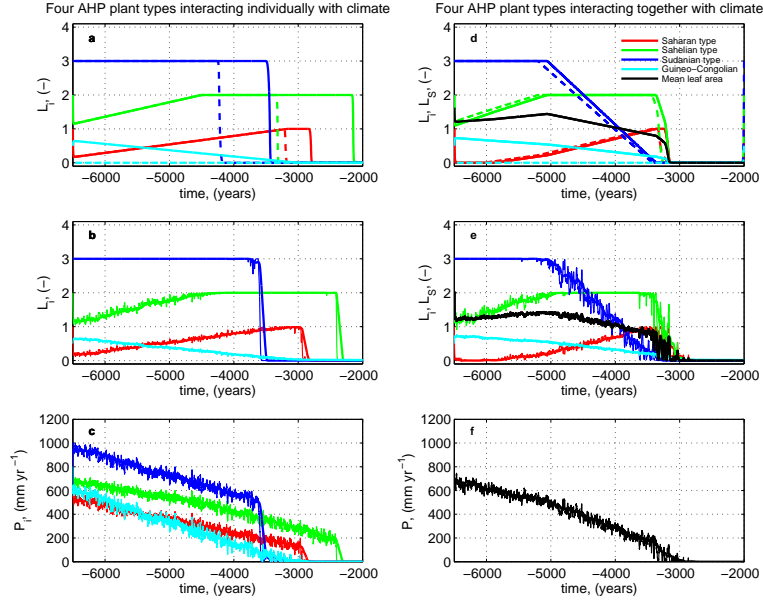 Four AHP plant types interacting individually with climate
Four AHP plant types interacting together with climate
a
4
3
2
1
0
L_i, (−)
−6000 −5000 −4000 −3000 −2000
time, (years)
d
Saharan type
Sahelian type
Sudanian type
Guineo−Congolian
Mean leaf area
4
3
2
1
0
L_i, L_S, (−)
−6000 −5000 −4000 −3000 −2000
time, (years)
b
4
3
2
1
0
L_i, (−)
−6000 −5000 −4000 −3000 −2000
time, (years)
e
4
3
2
1
0
L_i, L_S, (−)
−6000 −5000 −4000 −3000 −2000
time, (years)
c
1200
1000
800
600
400
200
0
P_i, (mm yr^−1)
−6000 −5000 −4000 −3000 −2000
time, (years)
f
1200
1000
800
600
400
200
0
P, (mm yr^−1)
−6000 −5000 −4000 −3000 −2000
time, (years)